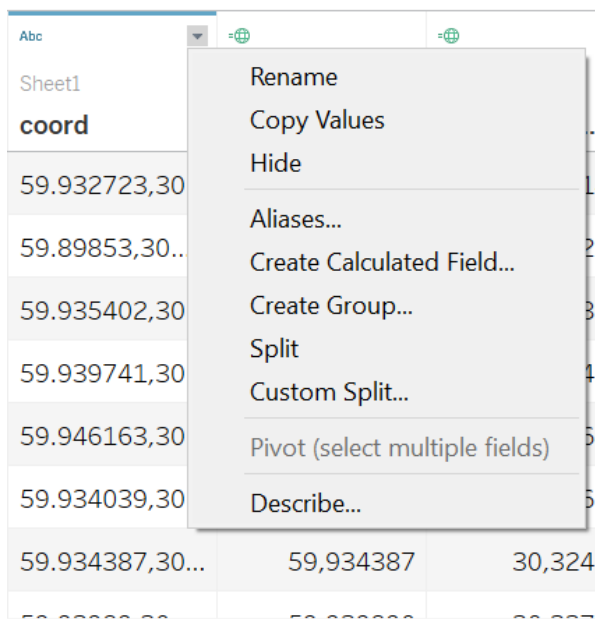 Abc
Sheet1
coord
Rename
Copy Values
Hide
Aliases...
Create Calculated Field...
Create Group...
Split
Custom Split...
Pivot (select multiple fields)
Describe...
59.932723,30
59.89853,30...
59.935402,30
59.939741,30
59.946163,30
59.934039,30
59.934387,30... 59,934387 30,324